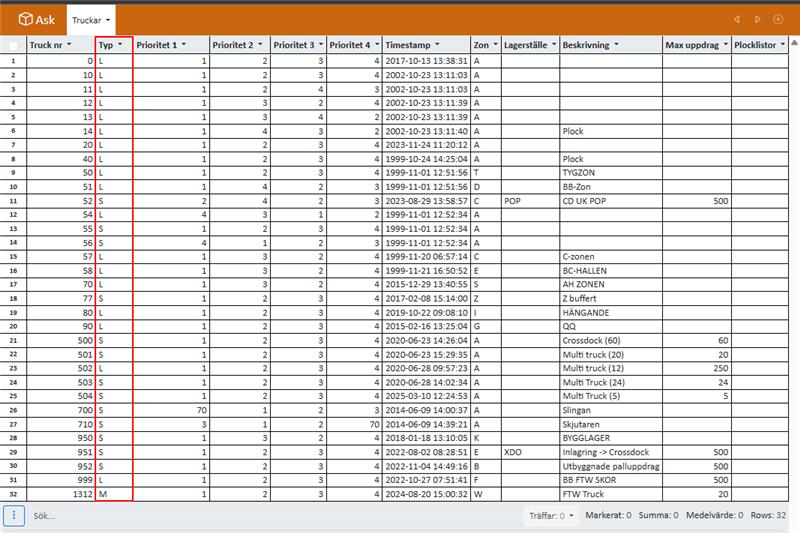 Ask Truckar
Truck nr Typ Prioritet 1 Prioritet 2 Prioritet 3 Prioritet 4 Timestamp Zon Lagerställe Beskrivning Max uppdrag Plocklistor
1 0 L 1 2 3 4 2017-10-13 13:38:31 A
2 10 L 1 2 3 4 2002-10-23 13:11:03 A
3 11 L 1 2 4 3 2002-10-23 13:11:03 A
4 12 L 1 3 2 4 2002-10-23 13:11:39 A
5 13 L 1 3 4 2 2002-10-23 13:11:39 A
6 14 L 1 4 3 2 2002-10-23 13:11:40 A Plock
7 20 L 1 2 3 4 2023-11-24 11:20:12 A
8 40 L 1 2 3 4 1999-10-24 14:25:04 A Plock
9 50 L 1 2 3 4 1999-11-01 12:51:56 T TYGZON
10 51 L 1 4 2 3 1999-11-01 12:51:56 D BB-Zon
11 52 S 2 4 2 3 2023-08-29 13:58:57 C POP CD UK POP 500
12 54 L 4 3 1 2 1999-11-01 12:52:34 A
13 55 S 1 2 3 4 1999-11-01 12:52:34 A
14 56 S 4 1 2 3 1999-11-01 12:52:34 A
15 57 L 1 3 2 4 1999-11-20 06:57:14 C C-zonen
16 58 L 1 3 2 4 1999-11-21 16:50:52 E BC-HALLEN
17 70 L 1 2 3 4 2015-12-29 13:40:55 S AH ZONEN
18 77 S 1 2 3 4 2017-02-08 15:14:00 Z Z buffert
19 80 L 1 2 3 4 2019-10-22 09:08:10 I HÄNGANDE
20 90 L 1 2 3 4 2015-02-16 13:25:04 G QQ
21 500 S 1 2 3 4 2020-06-23 14:26:04 A Crossdock (60) 60
22 501 S 1 2 3 4 2020-06-23 15:29:35 A Multi truck (20) 20
23 502 L 1 2 3 4 2020-06-28 09:57:23 A Multi truck (12) 250
24 503 S 1 2 3 4 2020-06-28 14:02:34 A Multi Truck (24) 24
25 504 S 1 2 3 4 2025-03-10 12:24:53 A Multi Truck (5) 5
26 700 S 70 1 2 3 2014-06-09 14:00:37 A Slingan
27 710 S 3 1 2 70 2014-06-09 14:39:21 A Skjutaren
28 950 S 1 3 2 4 2018-01-18 13:10:05 K BYGGLAGER
29 951 S 1 2 3 4 2022-08-02 08:28:51 E XDO Inlagring -> Crossdock 500
30 952 S 1 2 3 4 2022-11-04 14:49:16 B Utbyggnade palluppdrag 500
31 999 L 1 2 3 4 2022-10-27 07:51:41 F BB FTW SKOR 500
32 1312 M 1 2 3 4 2024-08-20 15:00:32 W FTW Truck 20
Sök... Träffar: 0 Markerat: 0 Summa: 0 Medelvärde: 0 Rows: 32